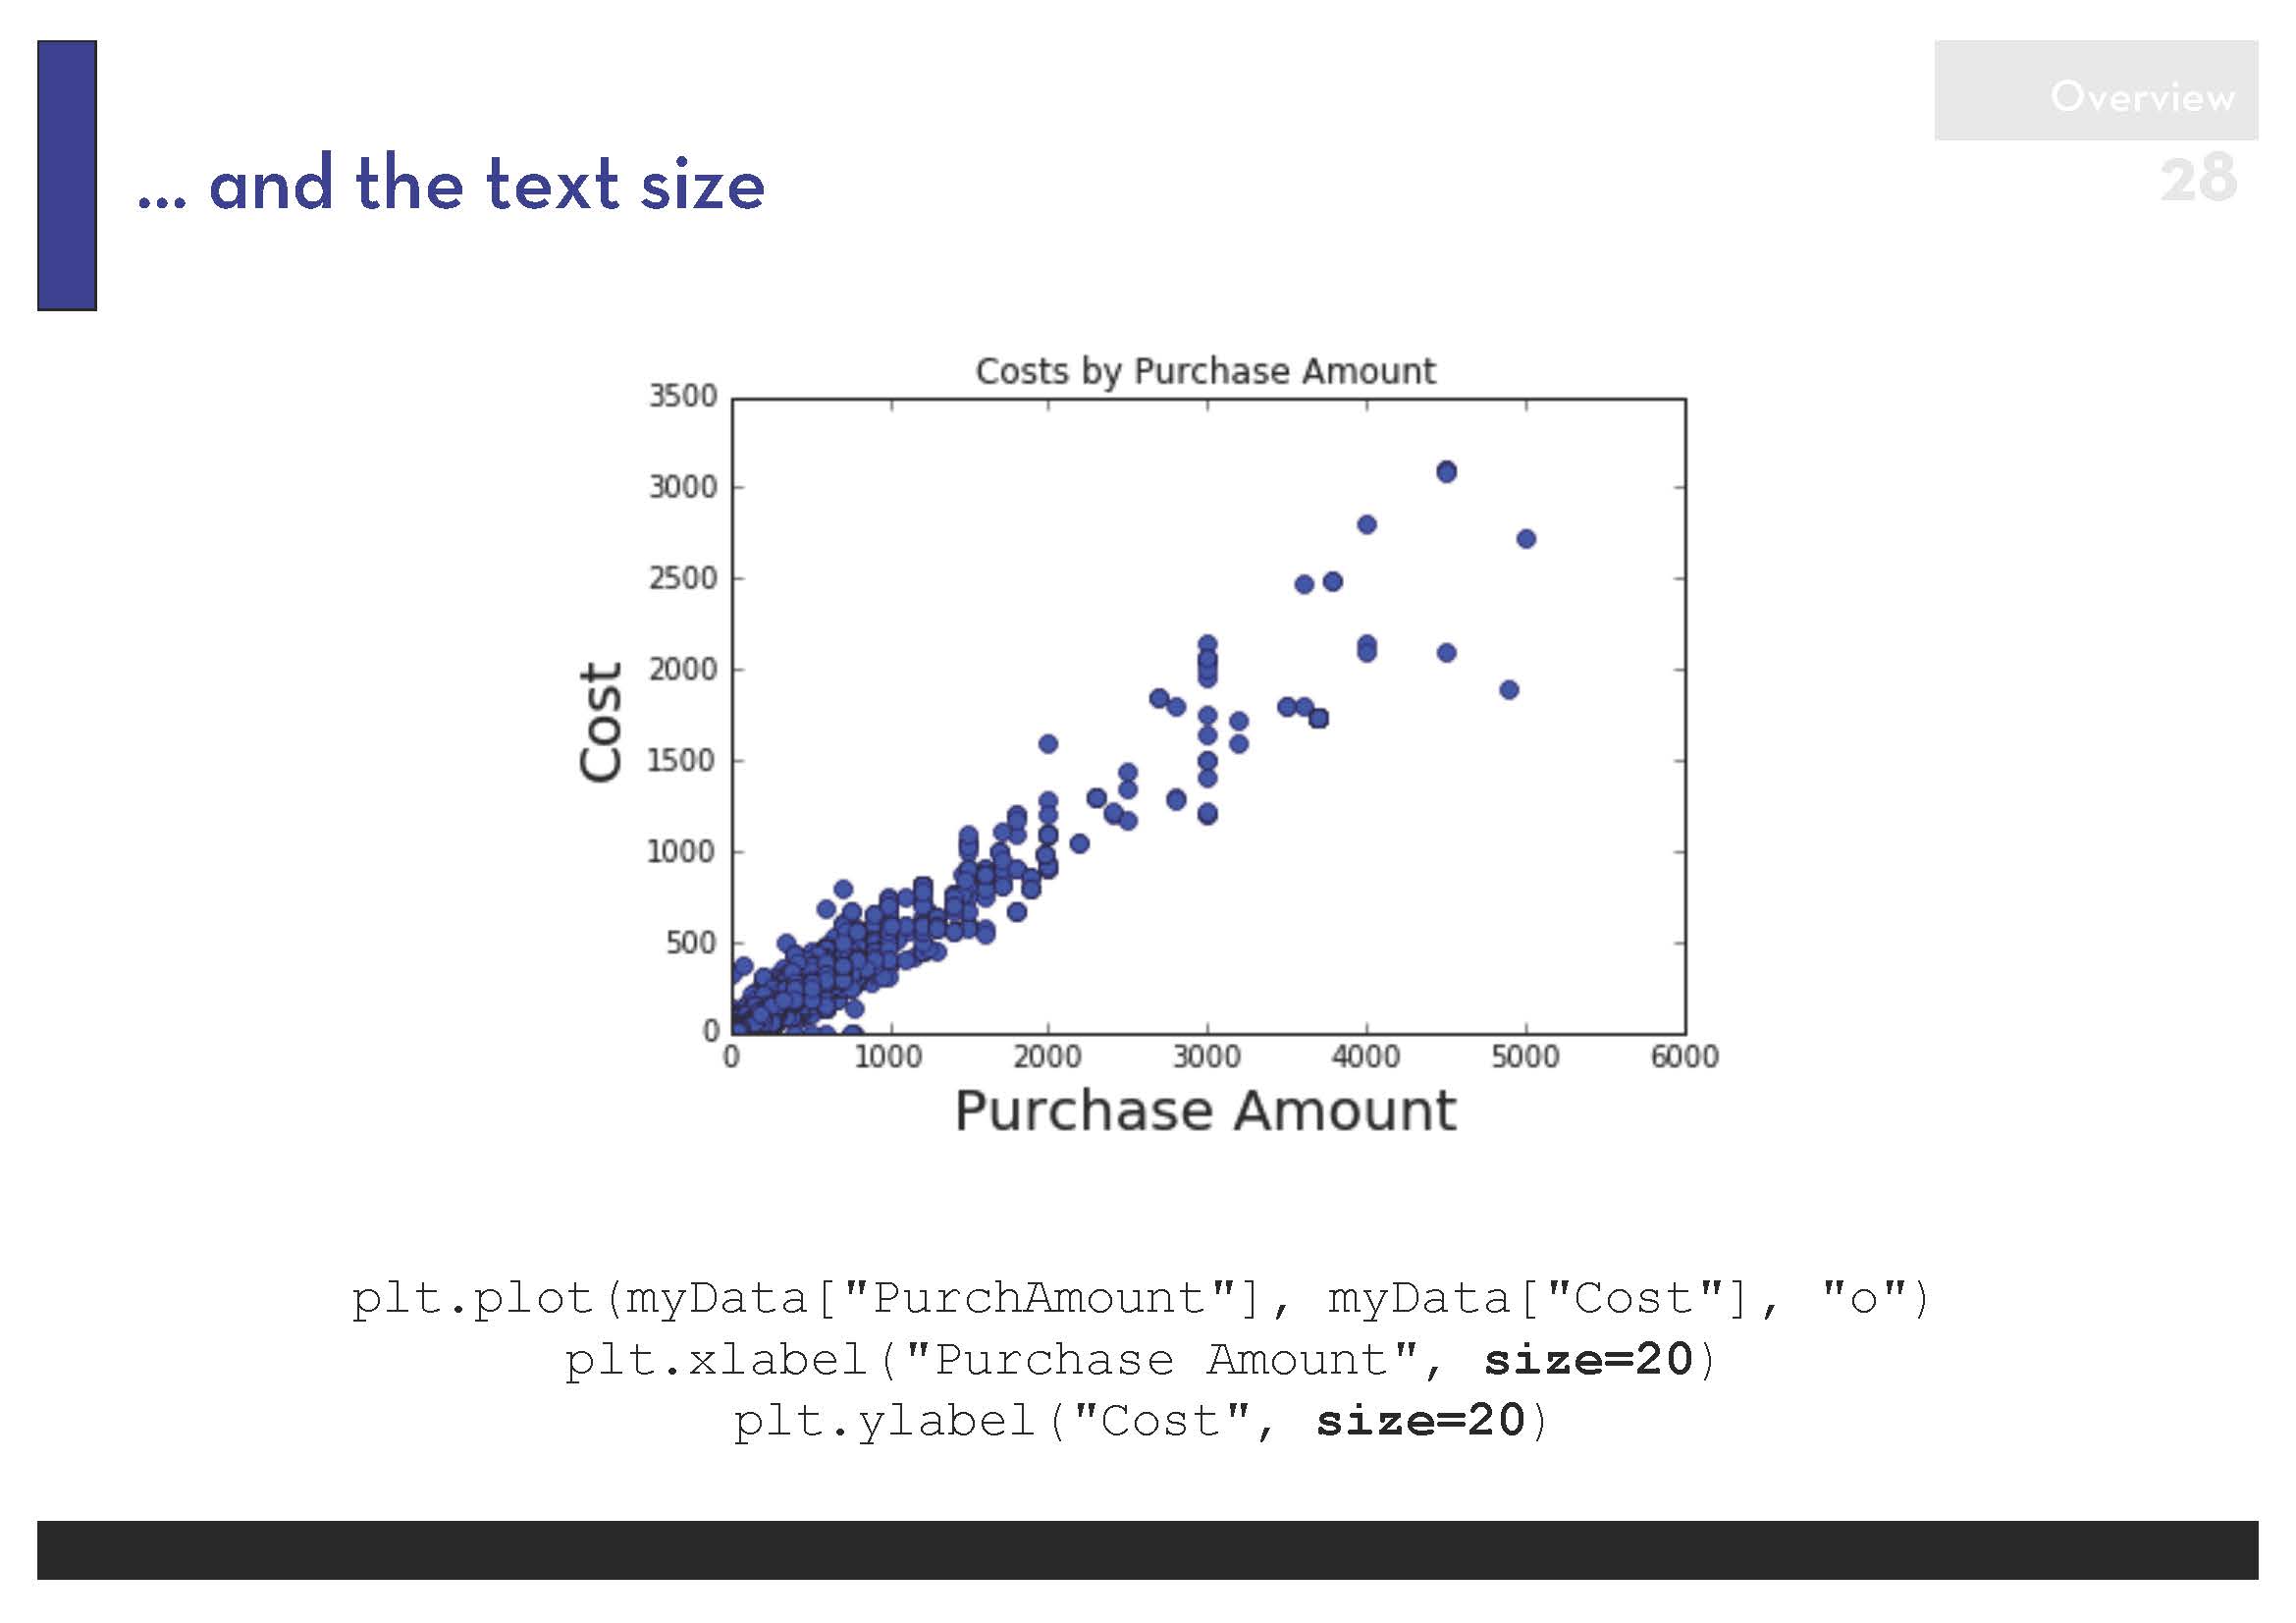 Overview
28
... and the text size
Costs by Purchase Amount
3500
3000
2500
2000
1500
1000
500
0
Cost
0 1000 2000 3000 4000 5000 6000
Purchase Amount
plt.plot(myData["PurchAmount"], myData["Cost"], "o")
plt.xlabel("Purchase Amount", size=20)
plt.ylabel("Cost", size=20)